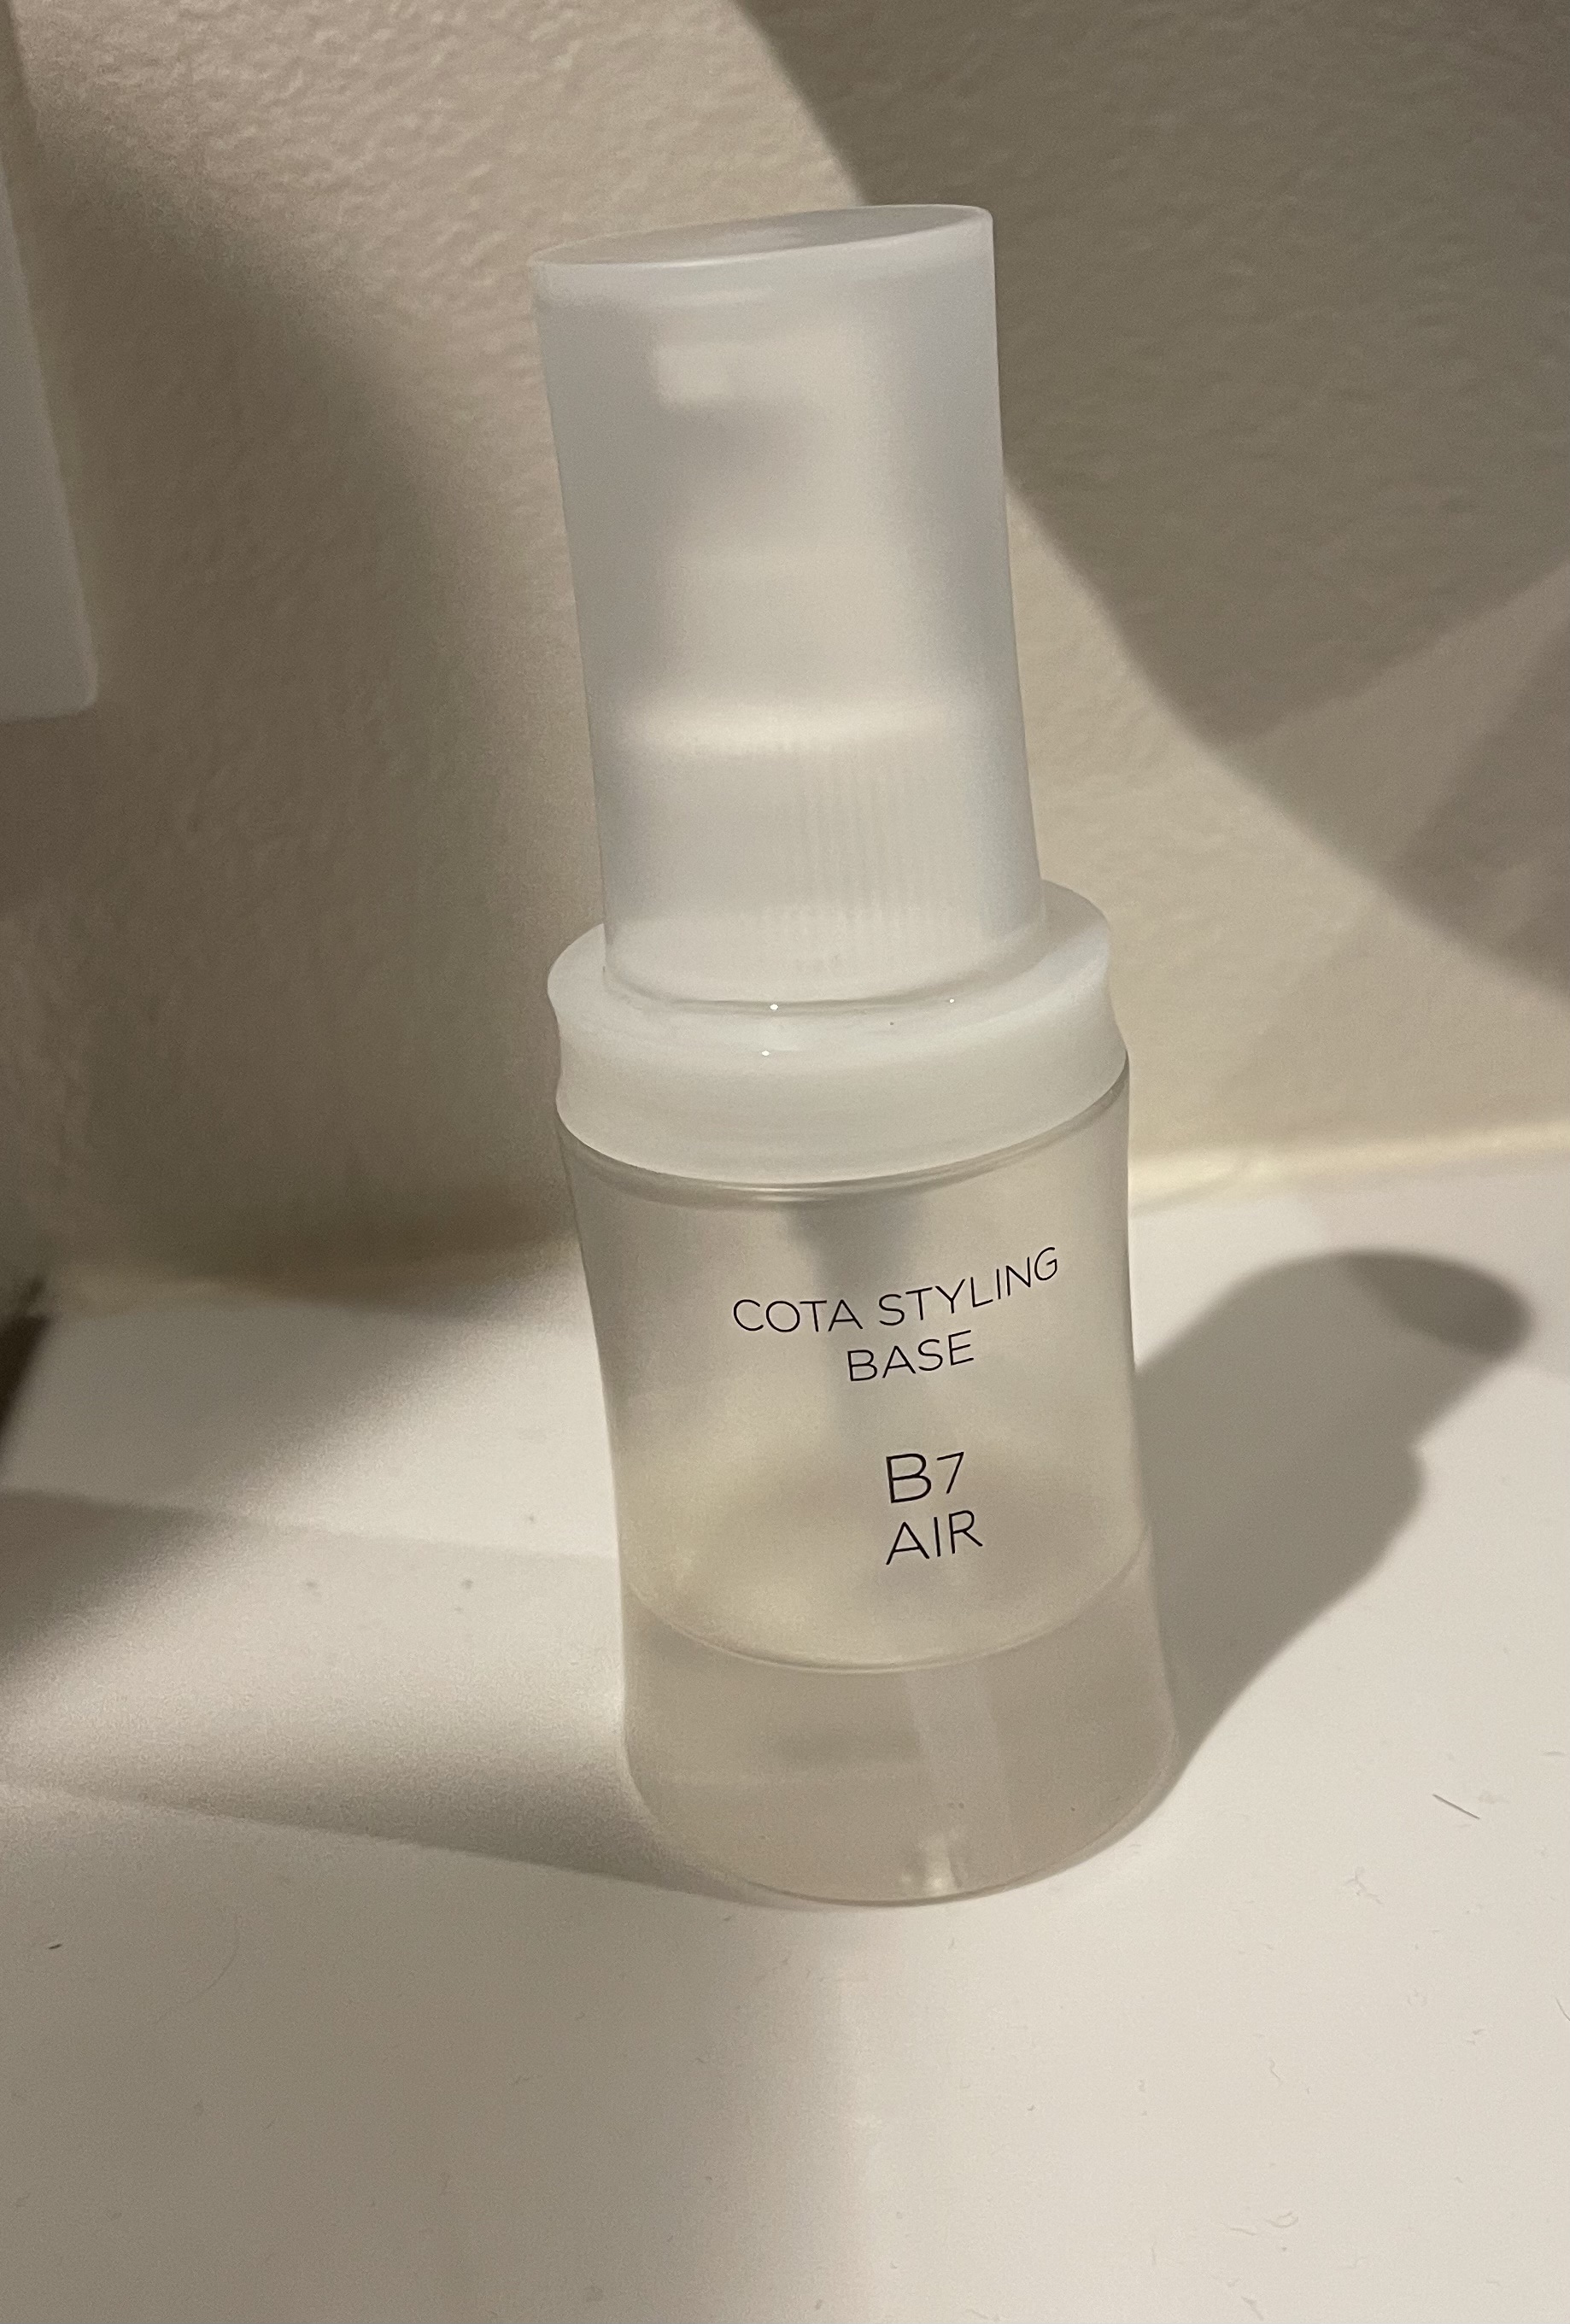 COTA STYLING
BASE
B7
AIR